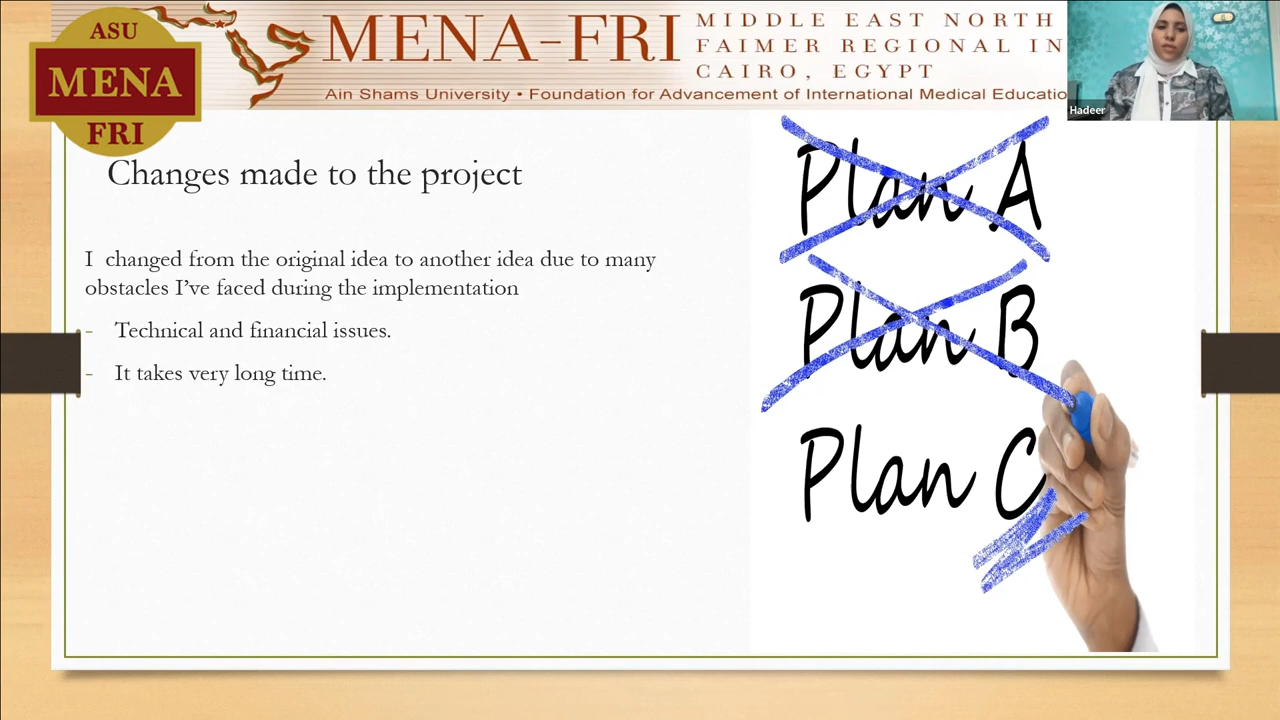 ASU
MENA
FRI
MENA-FRI
MIDDLE EAST NORTH
FAIMER REGIONAL IN
CAIRO, EGYPT
Ain Shams University • Foundation for Advancement of International Medical Educatio
Hadeer
Changes made to the project
I changed from the original idea to another idea due to many
obstacles I've faced during the implementation
- Technical and financial issues.
- It takes very long time.
Plan A
Plan B
Plan C